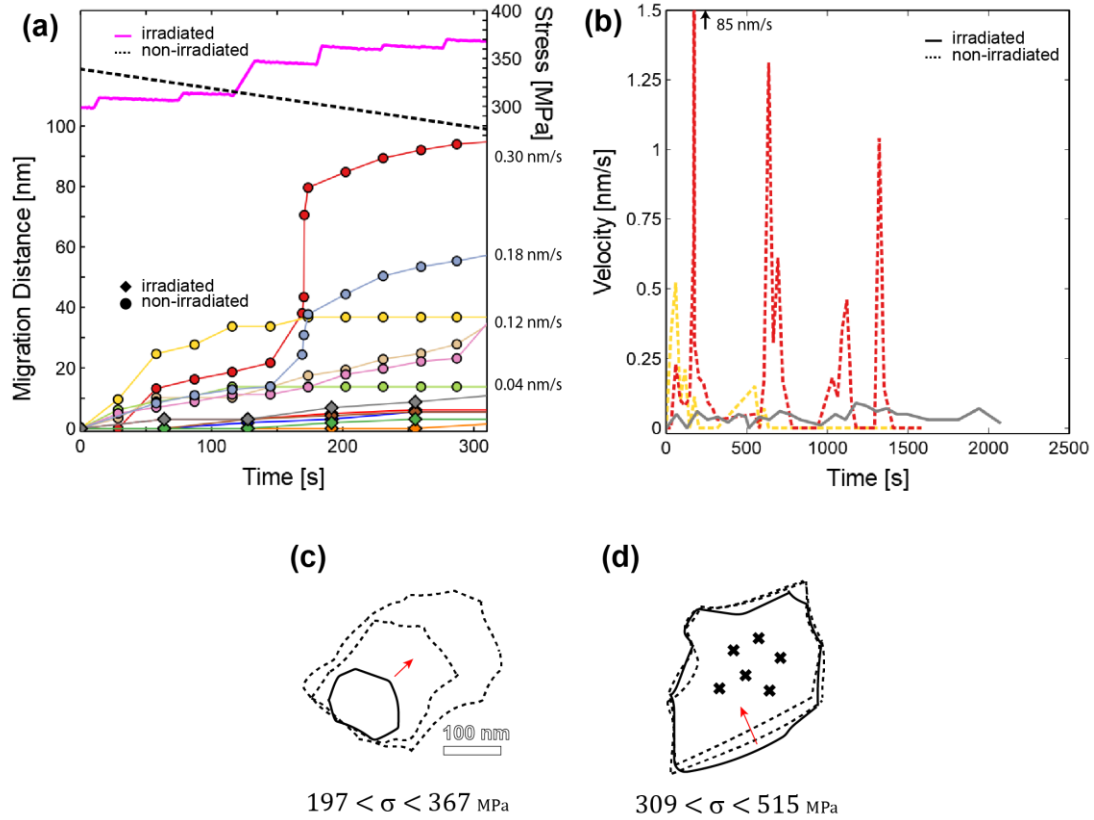 (a)
irradiated
non-irradiated
400
350
300
Stress [MPa]
100
80
60
40
20
0
Migration Distance [nm]
irradiated
non-irradiated
0.30 nm/s
0.18 nm/s
0.12 nm/s
0.04 nm/s
0
100
200
300
Time [s]
(b)
85 nm/s
irradiated
non-irradiated
1.5
1.25
1
0.75
0.5
0.25
0
Velocity [nm/s]
0
500
1000
1500
2000
2500
Time [s]
(c)
100 nm
197 < σ < 367 MPa
(d)
309 < σ < 515 MPa